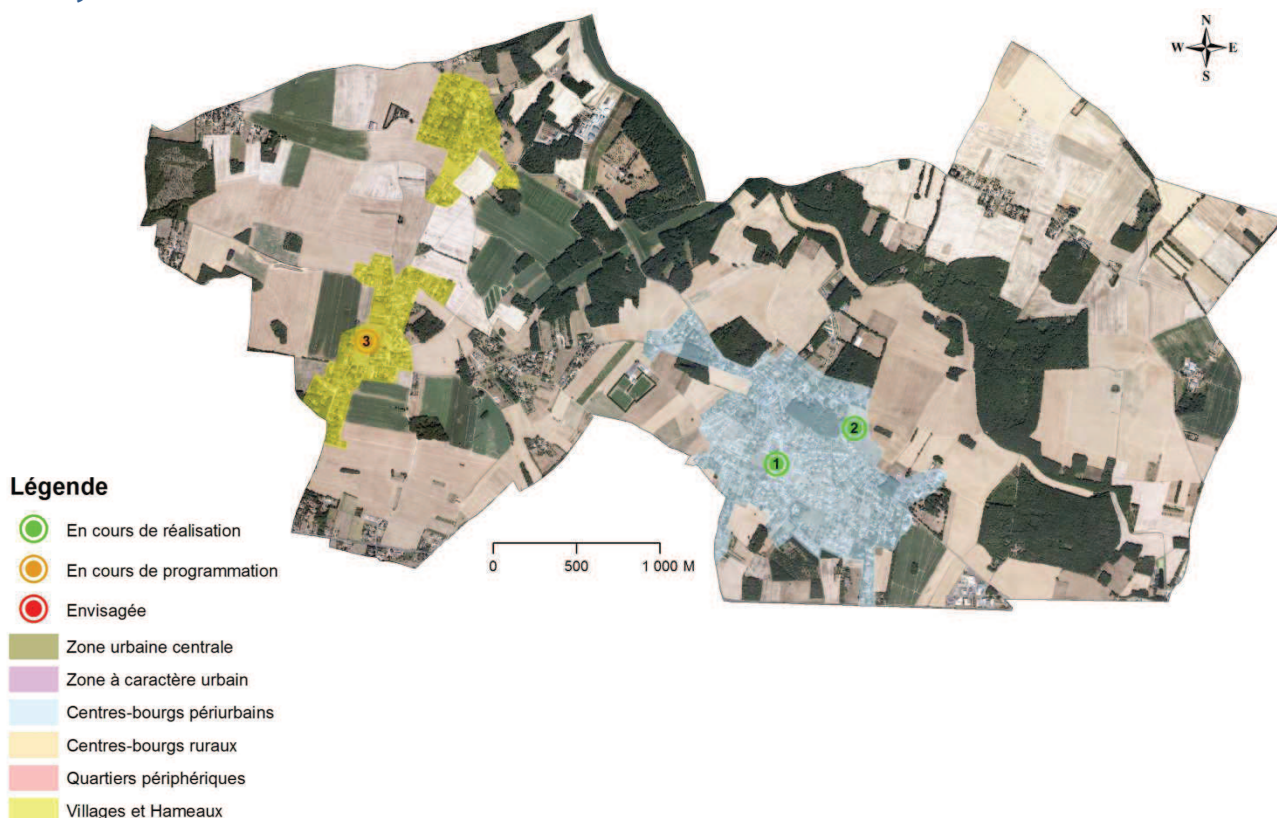 N
W E
S
3
2
1
Légende
En cours de réalisation
En cours de programmation
Envisagée
Zone urbaine centrale
Zone à caractère urbain
Centres-bourgs périurbains
Centres-bourgs ruraux
Quartiers périphériques
Villages et Hameaux
0 500 1 000 M